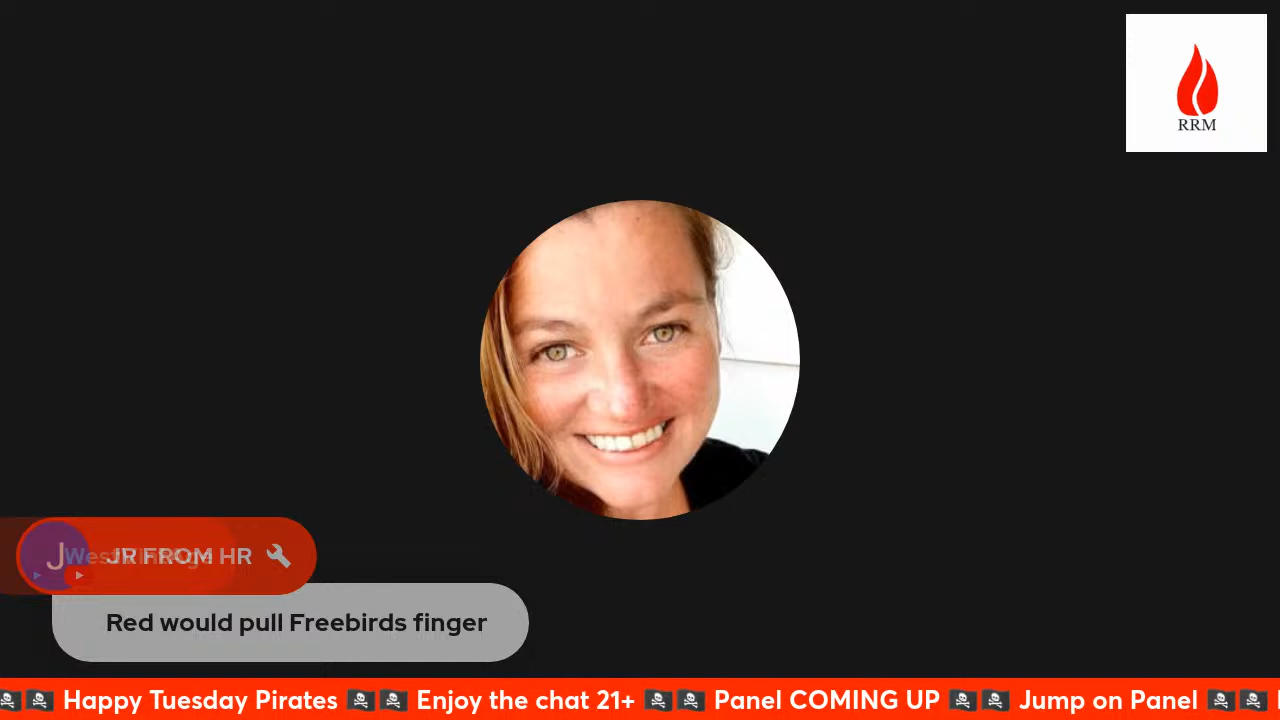 RRM
J
JR FROM HR
Red would pull Freebirds finger
Happy Tuesday Pirates Enjoy the chat 21+ Panel COMING UP Jump on Panel